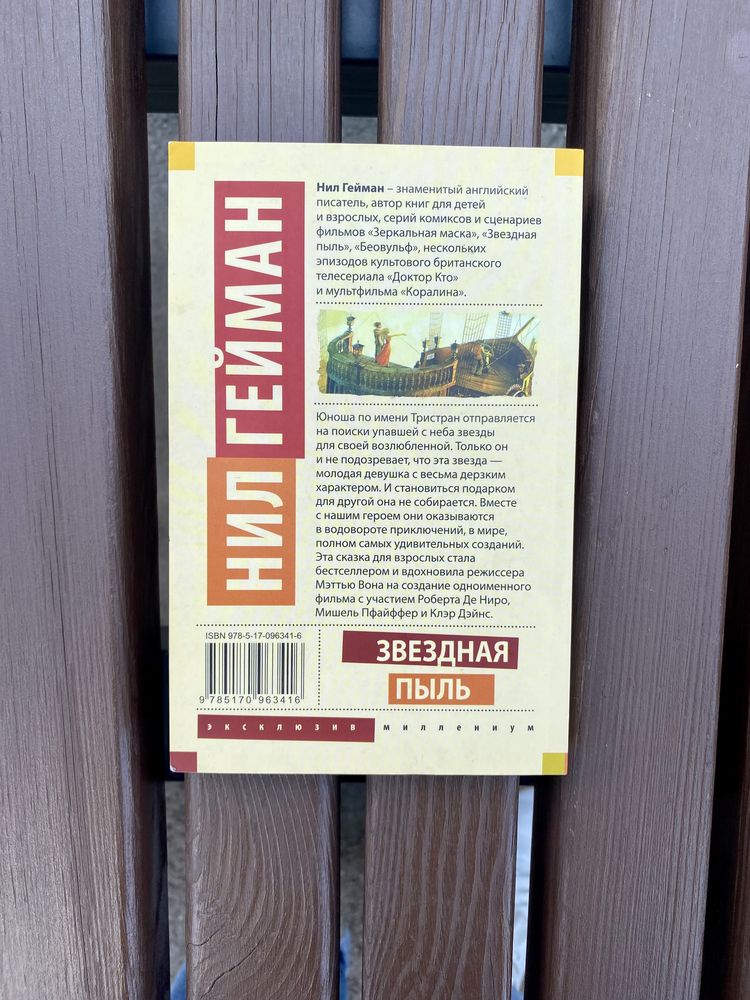 НИЛ ГЕЙМАН
Нил Гейман – знаменитый английский
писатель, автор книг для детей
и взрослых, серий комиксов и сценариев
фильмов «Зеркальная маска», «Звездная
пыль», «Беовульф», нескольких
эпизодов культового британского
телесериала «Доктор Кто»
и мультфильма «Коралина».
Юноша по имени Тристран отправляется
на поиски упавшей с неба звезды
для своей возлюбленной. Только он
и не подозревает, что эта звезда —
молодая девушка с весьма дерзким
характером. И становиться подарком
для другой она не собирается. Вместе
с нашим героем они оказываются
в водовороте приключений, в мире,
полном самых удивительных созданий.
Эта сказка для взрослых стала
бестселлером и вдохновила режиссера
Мэттью Вона на создание одноименного
фильма с участием Роберта Де Ниро,
Мишель Пфайффер и Клэр Дэйнс.
ISBN 978-5-17-096341-6
9 785170 963416
ЗВЕЗДНАЯ
ПЫЛЬ
эксклюзив миллениум